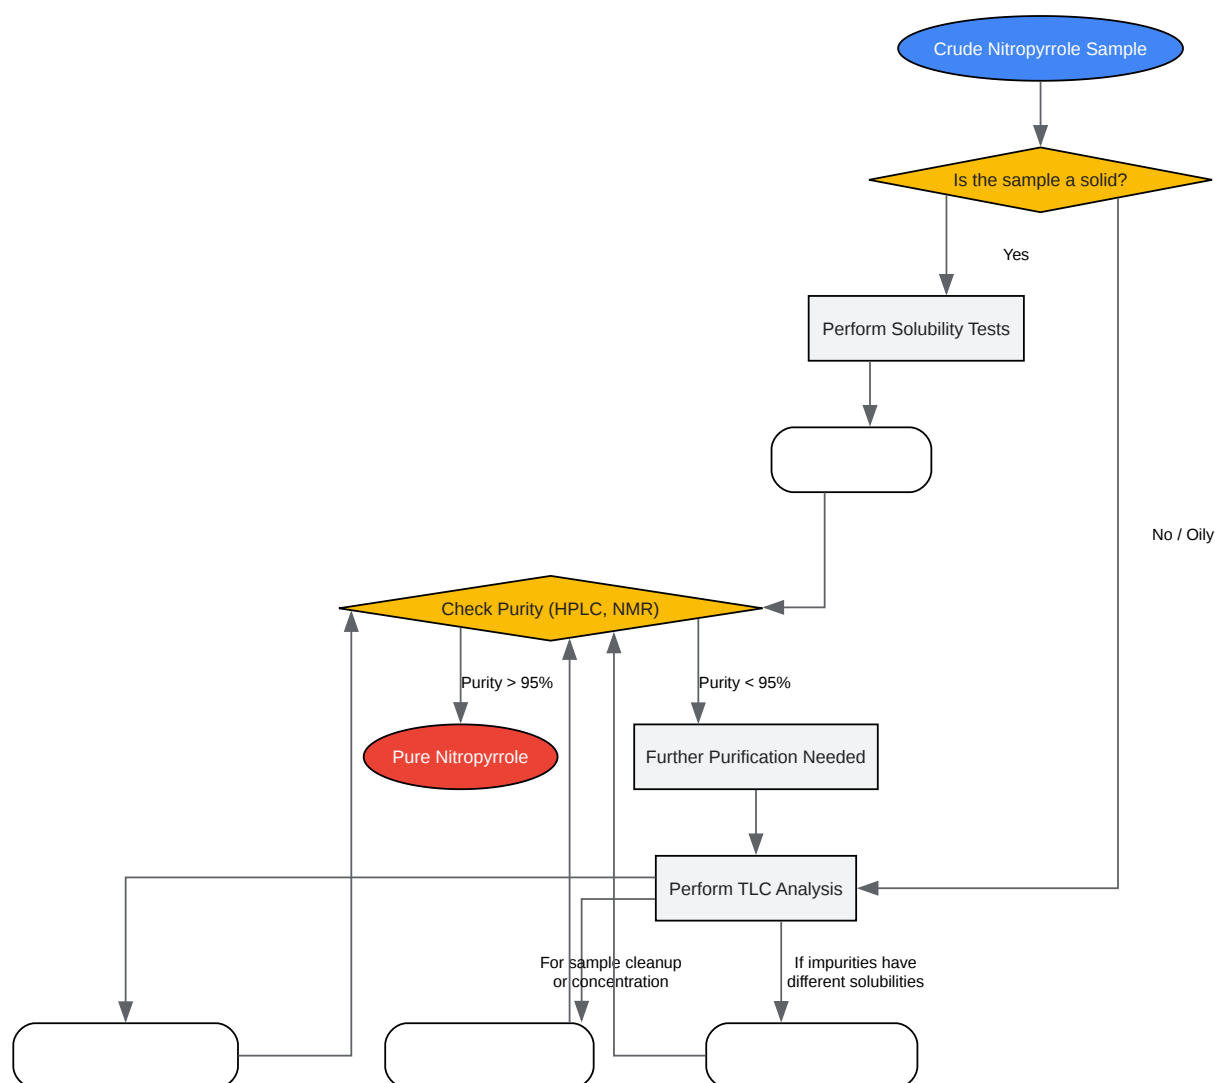 Crude Nitropyrrole Sample
Is the sample a solid?
Yes
Perform Solubility Tests
No / Oily
Check Purity (HPLC, NMR)
Purity > 95%
Purity < 95%
Pure Nitropyrrole
Further Purification Needed
Perform TLC Analysis
For sample cleanup
or concentration
If impurities have
different solubilities